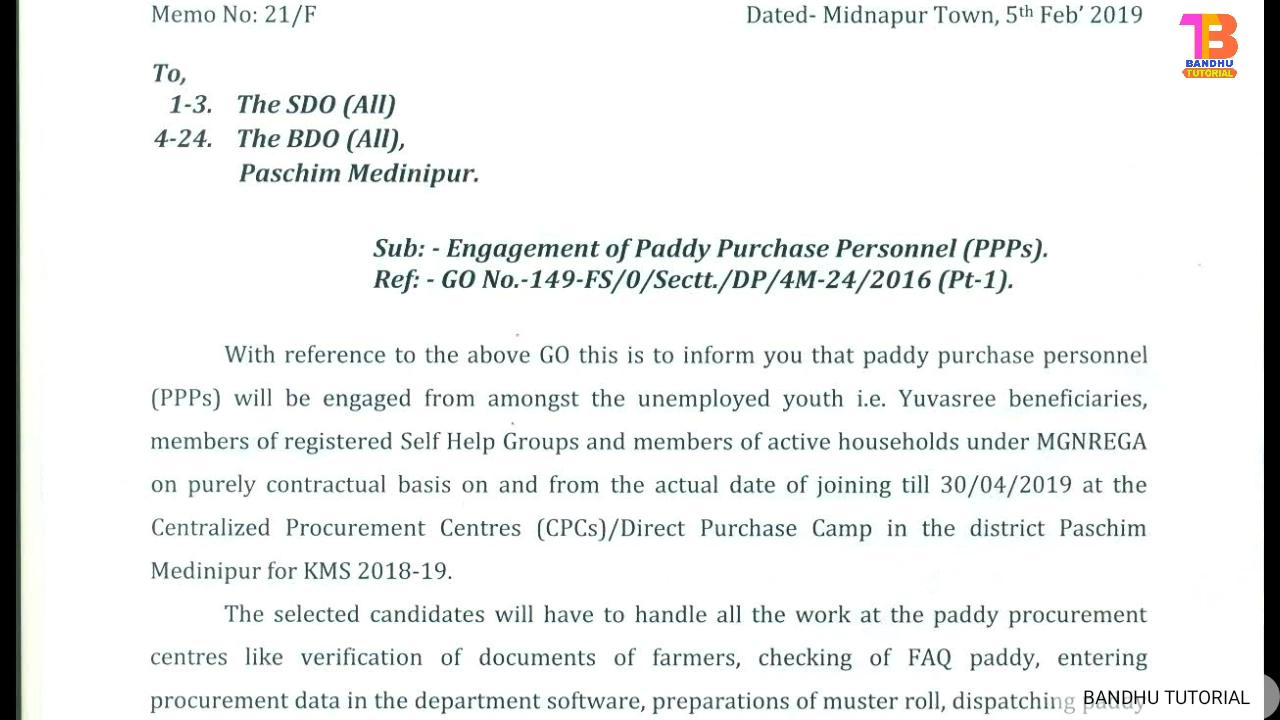 Memo No: 21/F Dated- Midnapur Town, 5th Feb' 2019
BANDHU
TUTORIAL
To,
1-3. The SDO (All)
4-24. The BDO (All),
Paschim Medinipur.
Sub: - Engagement of Paddy Purchase Personnel (PPPs).
Ref: - GO No.-149-FS/0/Sectt./DP/4M-24/2016 (Pt-1).
With reference to the above GO this is to inform you that paddy purchase personnel
(PPPs) will be engaged from amongst the unemployed youth i.e. Yuvasree beneficiaries,
members of registered Self Help Groups and members of active households under MGNREGA
on purely contractual basis on and from the actual date of joining till 30/04/2019 at the
Centralized Procurement Centres (CPCs)/Direct Purchase Camp in the district Paschim
Medinipur for KMS 2018-19.
The selected candidates will have to handle all the work at the paddy procurement
centres like verification of documents of farmers, checking of FAQ paddy, entering
procurement data in the department software, preparations of muster roll, dispatching paddy
BANDHU TUTORIAL